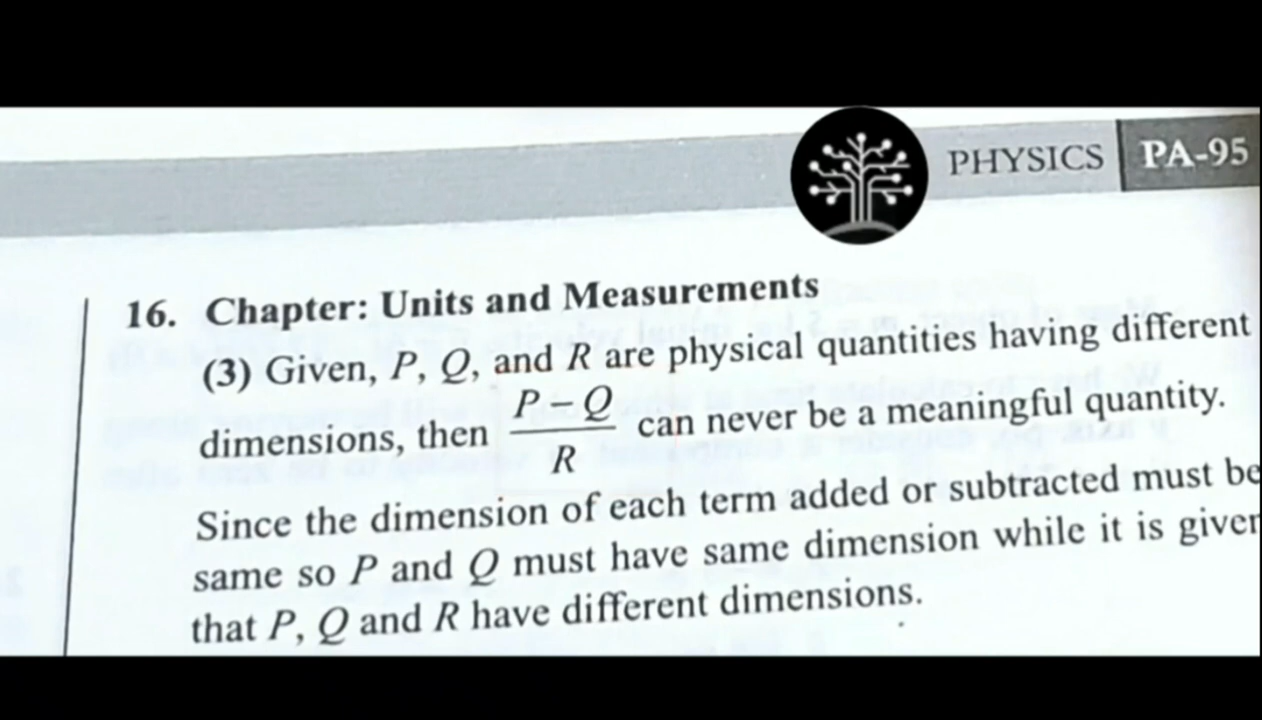 PHYSICS PA-95
16. Chapter: Units and Measurements
(3) Given, P, Q, and R are physical quantities having different
dimensions, then P – Q / R can never be a meaningful quantity.
Since the dimension of each term added or subtracted must be
same so P and Q must have same dimension while it is given
that P, Q and R have different dimensions.